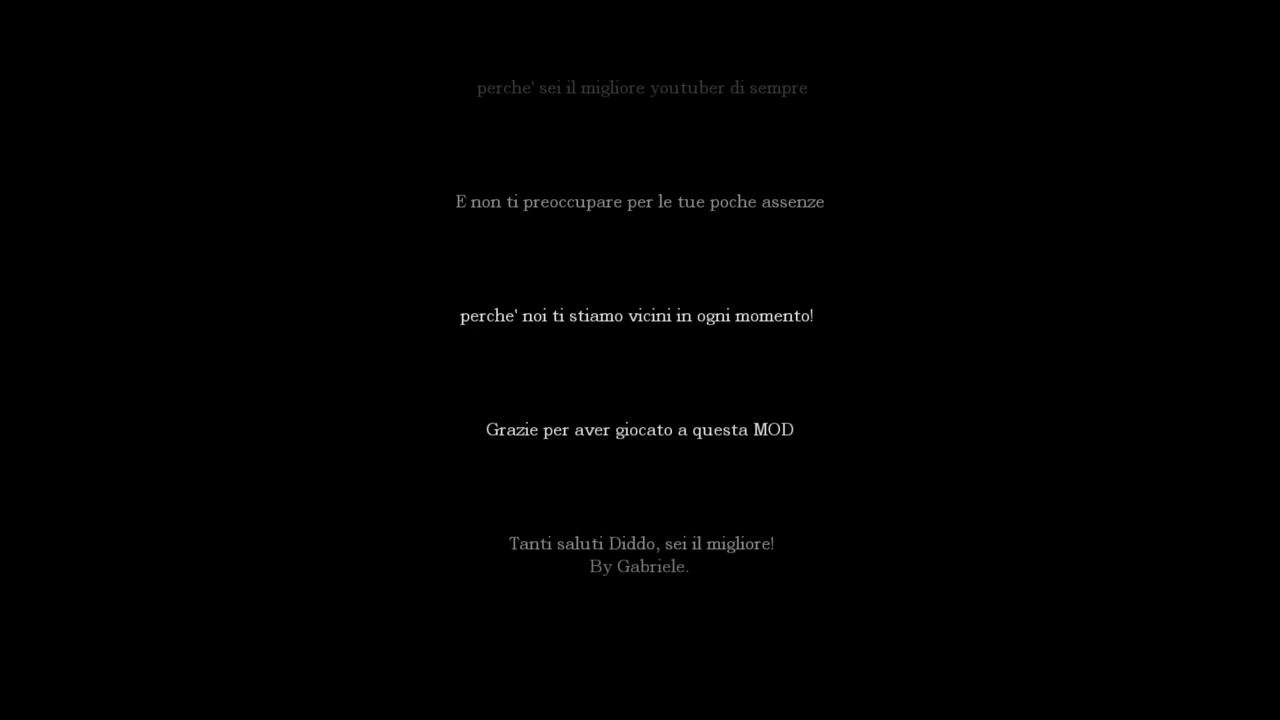 perche' sei il migliore youtuber di sempre
E non ti preoccupare per le tue poche assenze
perche' noi ti stiamo vicini in ogni momento!
Grazie per aver giocato a questa MOD
Tanti saluti Diddo, sei il migliore!
By Gabriele.